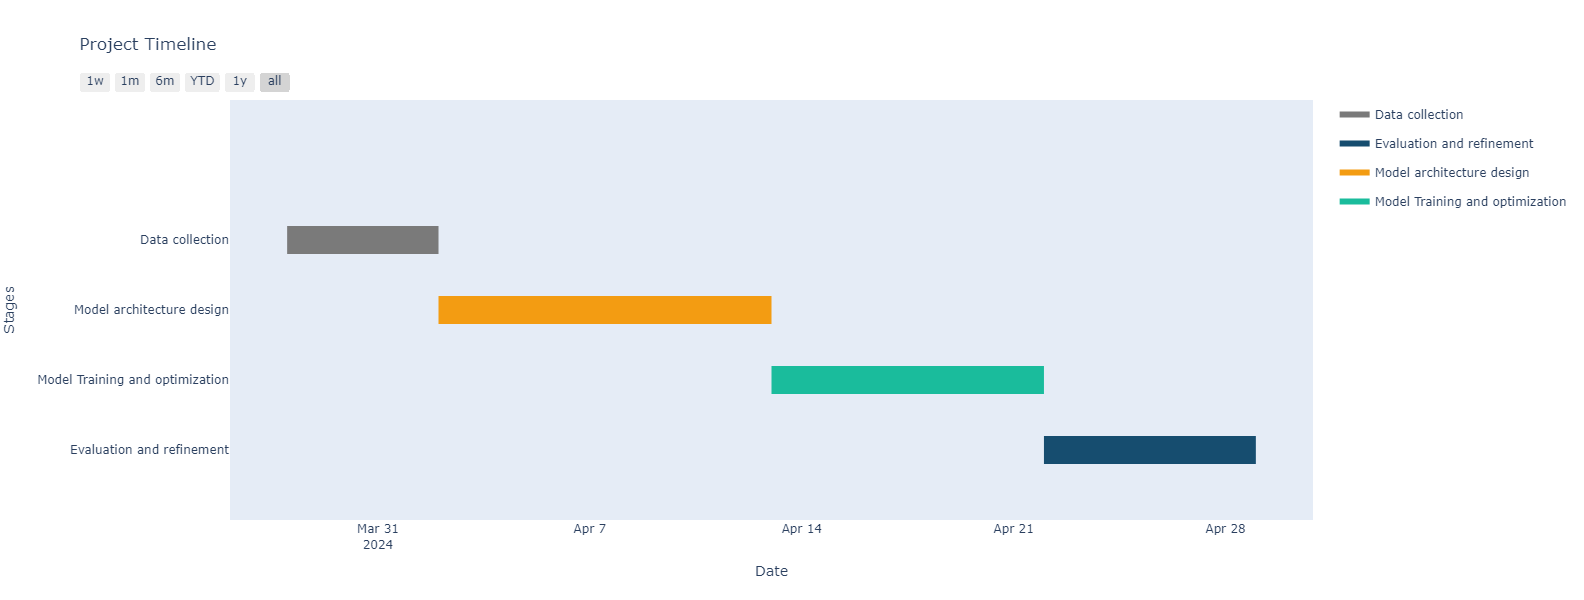 Project Timeline
1w 1m 6m YTD 1y all
Data collection
Evaluation and refinement
Model architecture design
Model Training and optimization
Stages
Data collection
Model architecture design
Model Training and optimization
Evaluation and refinement
Mar 31 Apr 7 Apr 14 Apr 21 Apr 28
2024
Date